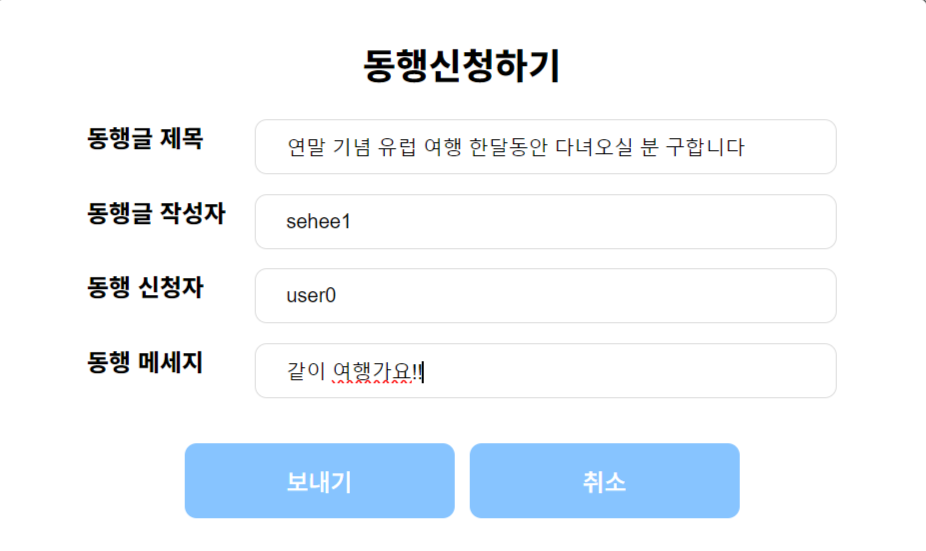 동행신청하기
동행글 제목
연말 기념 유럽 여행 한달동안 다녀오실 분 구합니다
동행글 작성자
sehee1
동행 신청자
user0
동행 메세지
같이 여행가요!!
보내기
취소